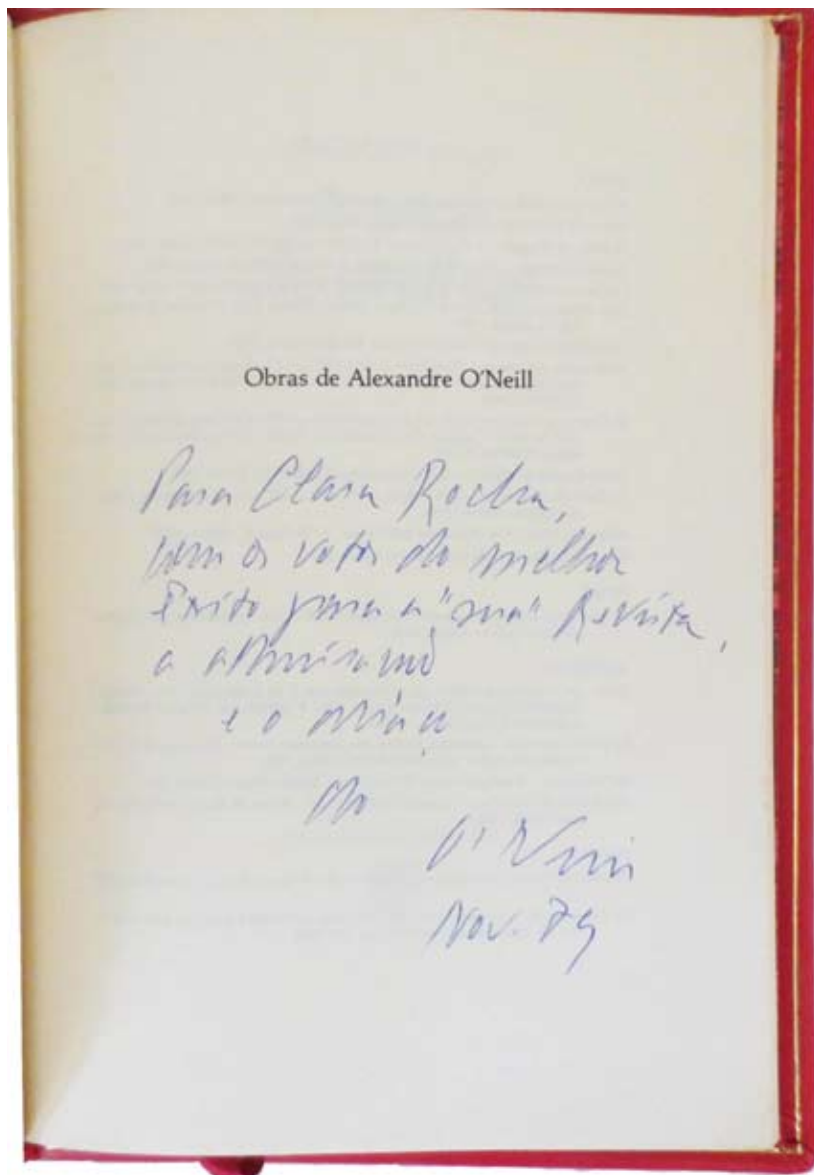 Obras de Alexandre O'Neill
Para Clara Rocha,
com os votos do melhor
êxito para a "sua" Revista,
a admiração
e o abraço
do
O'Neill
Nov. 79